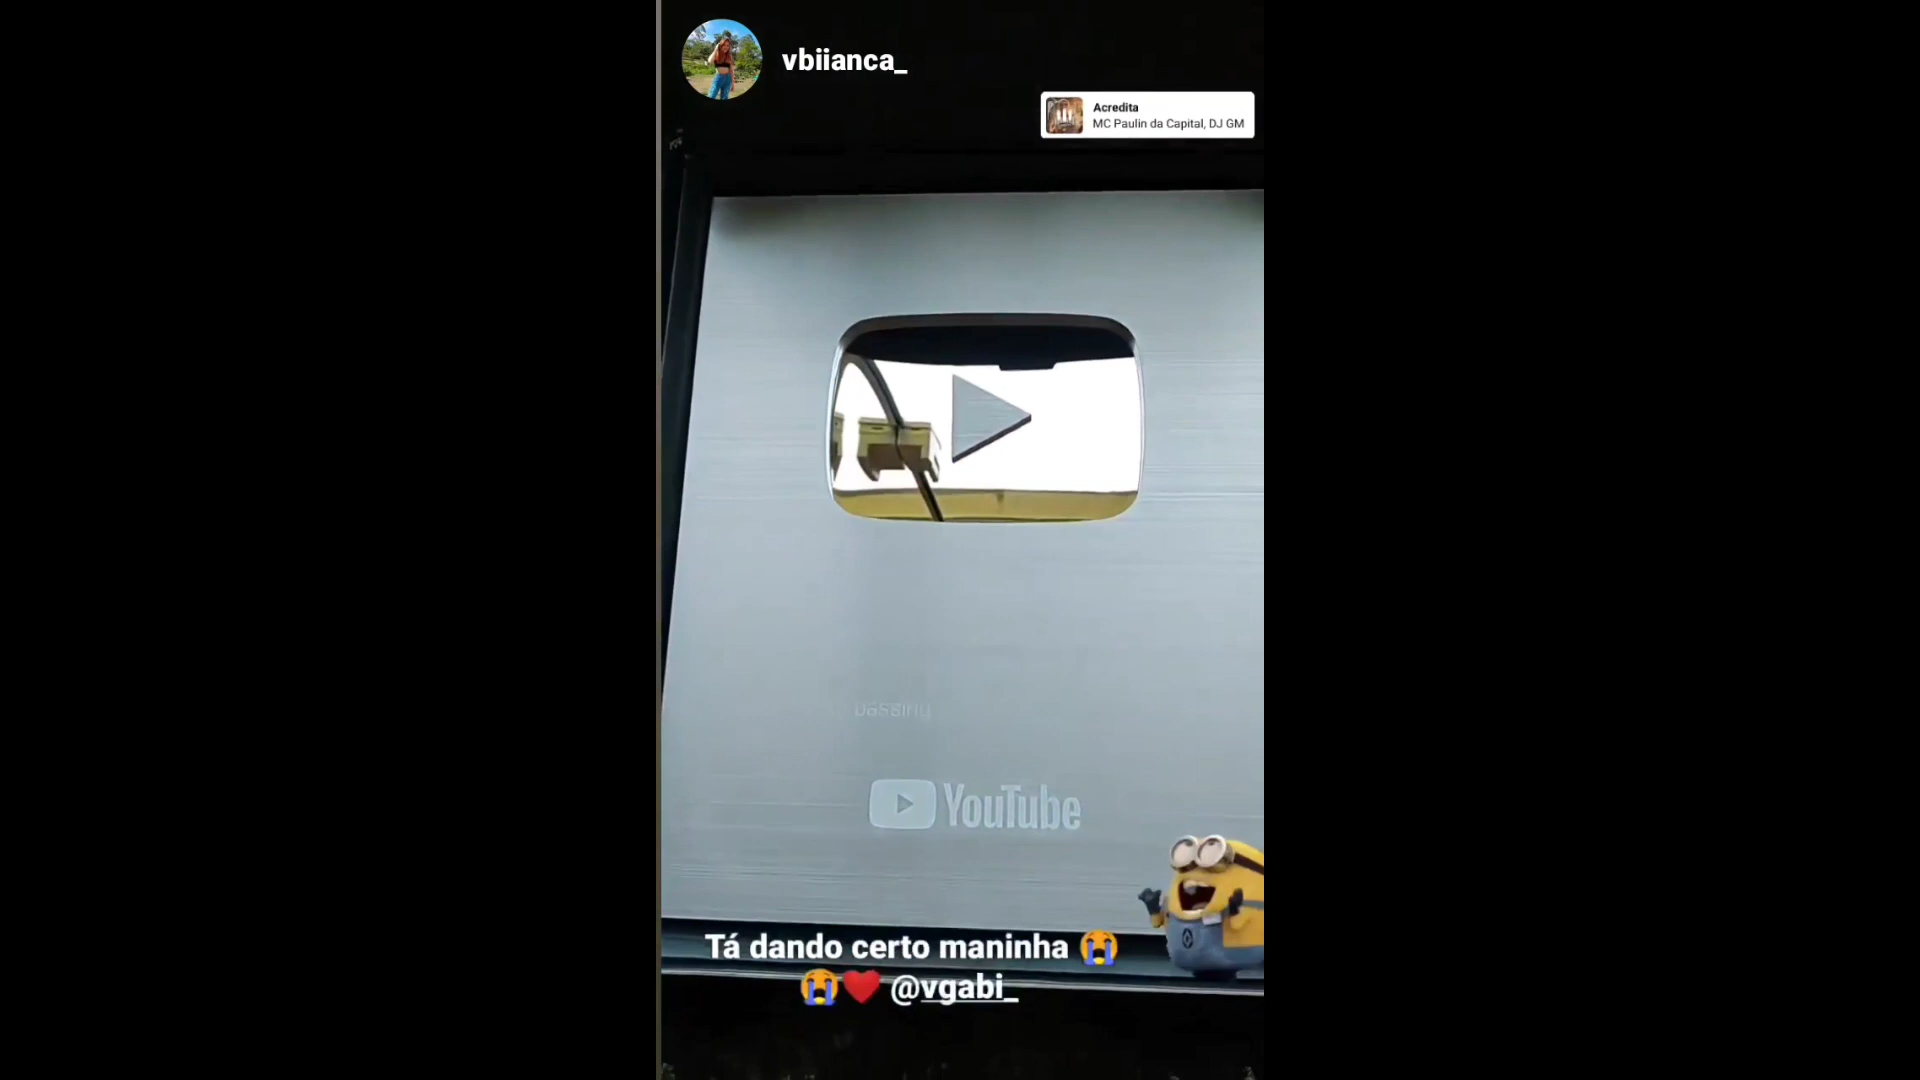 vbiianca_
Acredita
MC Paulin da Capital, DJ GM
YouTube
Tá dando certo maninha 😭
😭❤️ @vgabi_